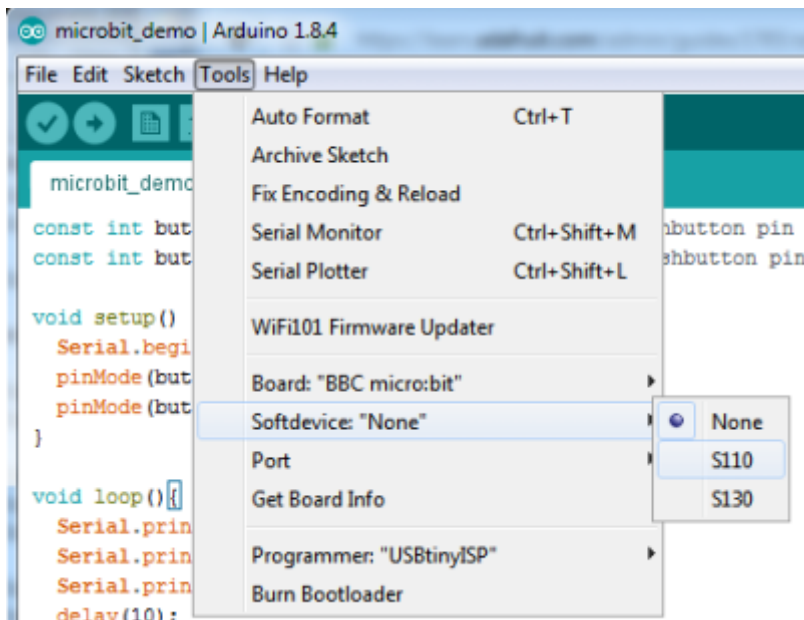 microbit_demo | Arduino 1.8.4
File Edit Sketch Tools Help
Auto Format Ctrl+T
Archive Sketch
microbit_demo
Fix Encoding & Reload
const int but
Serial Monitor Ctrl+Shift+M
button pin
const int but
Serial Plotter Ctrl+Shift+L
hbutton pin
void setup()
WiFi101 Firmware Updater
Serial.begi
pinMode(but
Board: "BBC micro:bit"
pinMode(but
Softdevice: "None"
None
}
Port
S110
void loop(){
Get Board Info
S130
Serial.prin
Serial.prin
Programmer: "USBtinyISP"
Serial.prin
Burn Bootloader
delay(10);